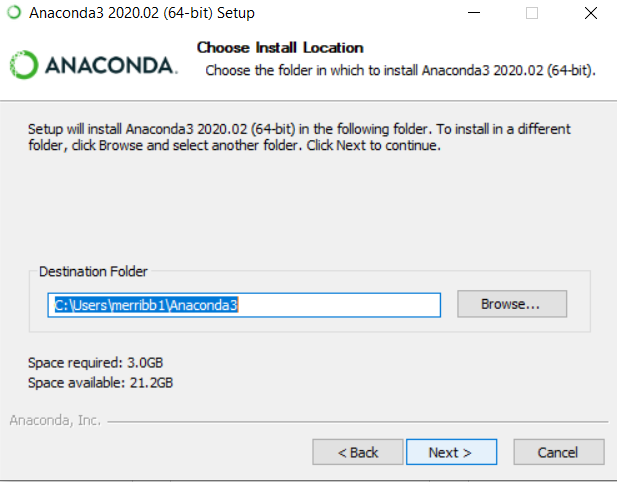 Anaconda3 2020.02 (64-bit) Setup
ANACONDA.
Choose Install Location
Choose the folder in which to install Anaconda3 2020.02 (64-bit).
Setup will install Anaconda3 2020.02 (64-bit) in the following folder. To install in a different
folder, click Browse and select another folder. Click Next to continue.
Destination Folder
C:\Users\merribb1\Anaconda3
Browse...
Space required: 3.0GB
Space available: 21.2GB
Anaconda, Inc.
< Back
Next >
Cancel